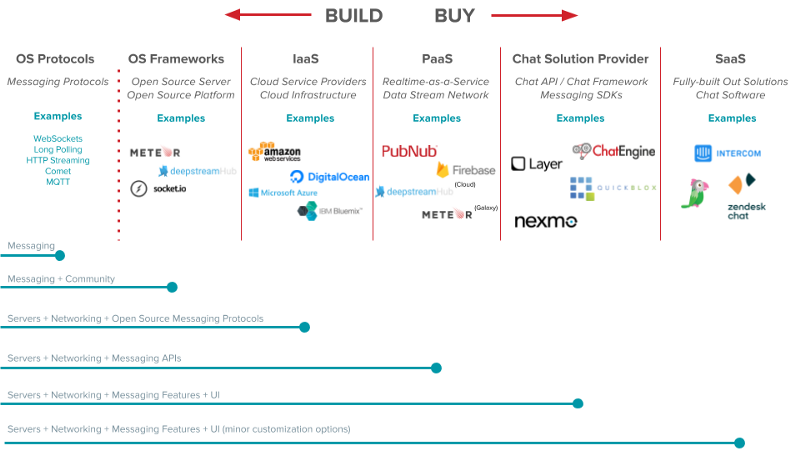 BUILD BUY
OS Protocols
Messaging Protocols
Examples
WebSockets
Long Polling
HTTP Streaming
Comet
MQTT
OS Frameworks
Open Source Server
Open Source Platform
Examples
METEOR
deepstreamHub
socket.io
IaaS
Cloud Service Providers
Cloud Infrastructure
Examples
amazon
web services
DigitalOcean
Microsoft Azure
IBM Bluemix™
PaaS
Realtime-as-a-Service
Data Stream Network
Examples
PubNub
Firebase
(Cloud)
deepstreamHub
METEOR (Galaxy)
Chat Solution Provider
Chat API / Chat Framework
Messaging SDKs
Examples
ChatEngine
Layer
QUICKBLOX
nexmo
SaaS
Fully-built Out Solutions
Chat Software
Examples
INTERCOM
zendesk
chat
Messaging
Messaging + Community
Servers + Networking + Open Source Messaging Protocols
Servers + Networking + Messaging APIs
Servers + Networking + Messaging Features + UI
Servers + Networking + Messaging Features + UI (minor customization options)